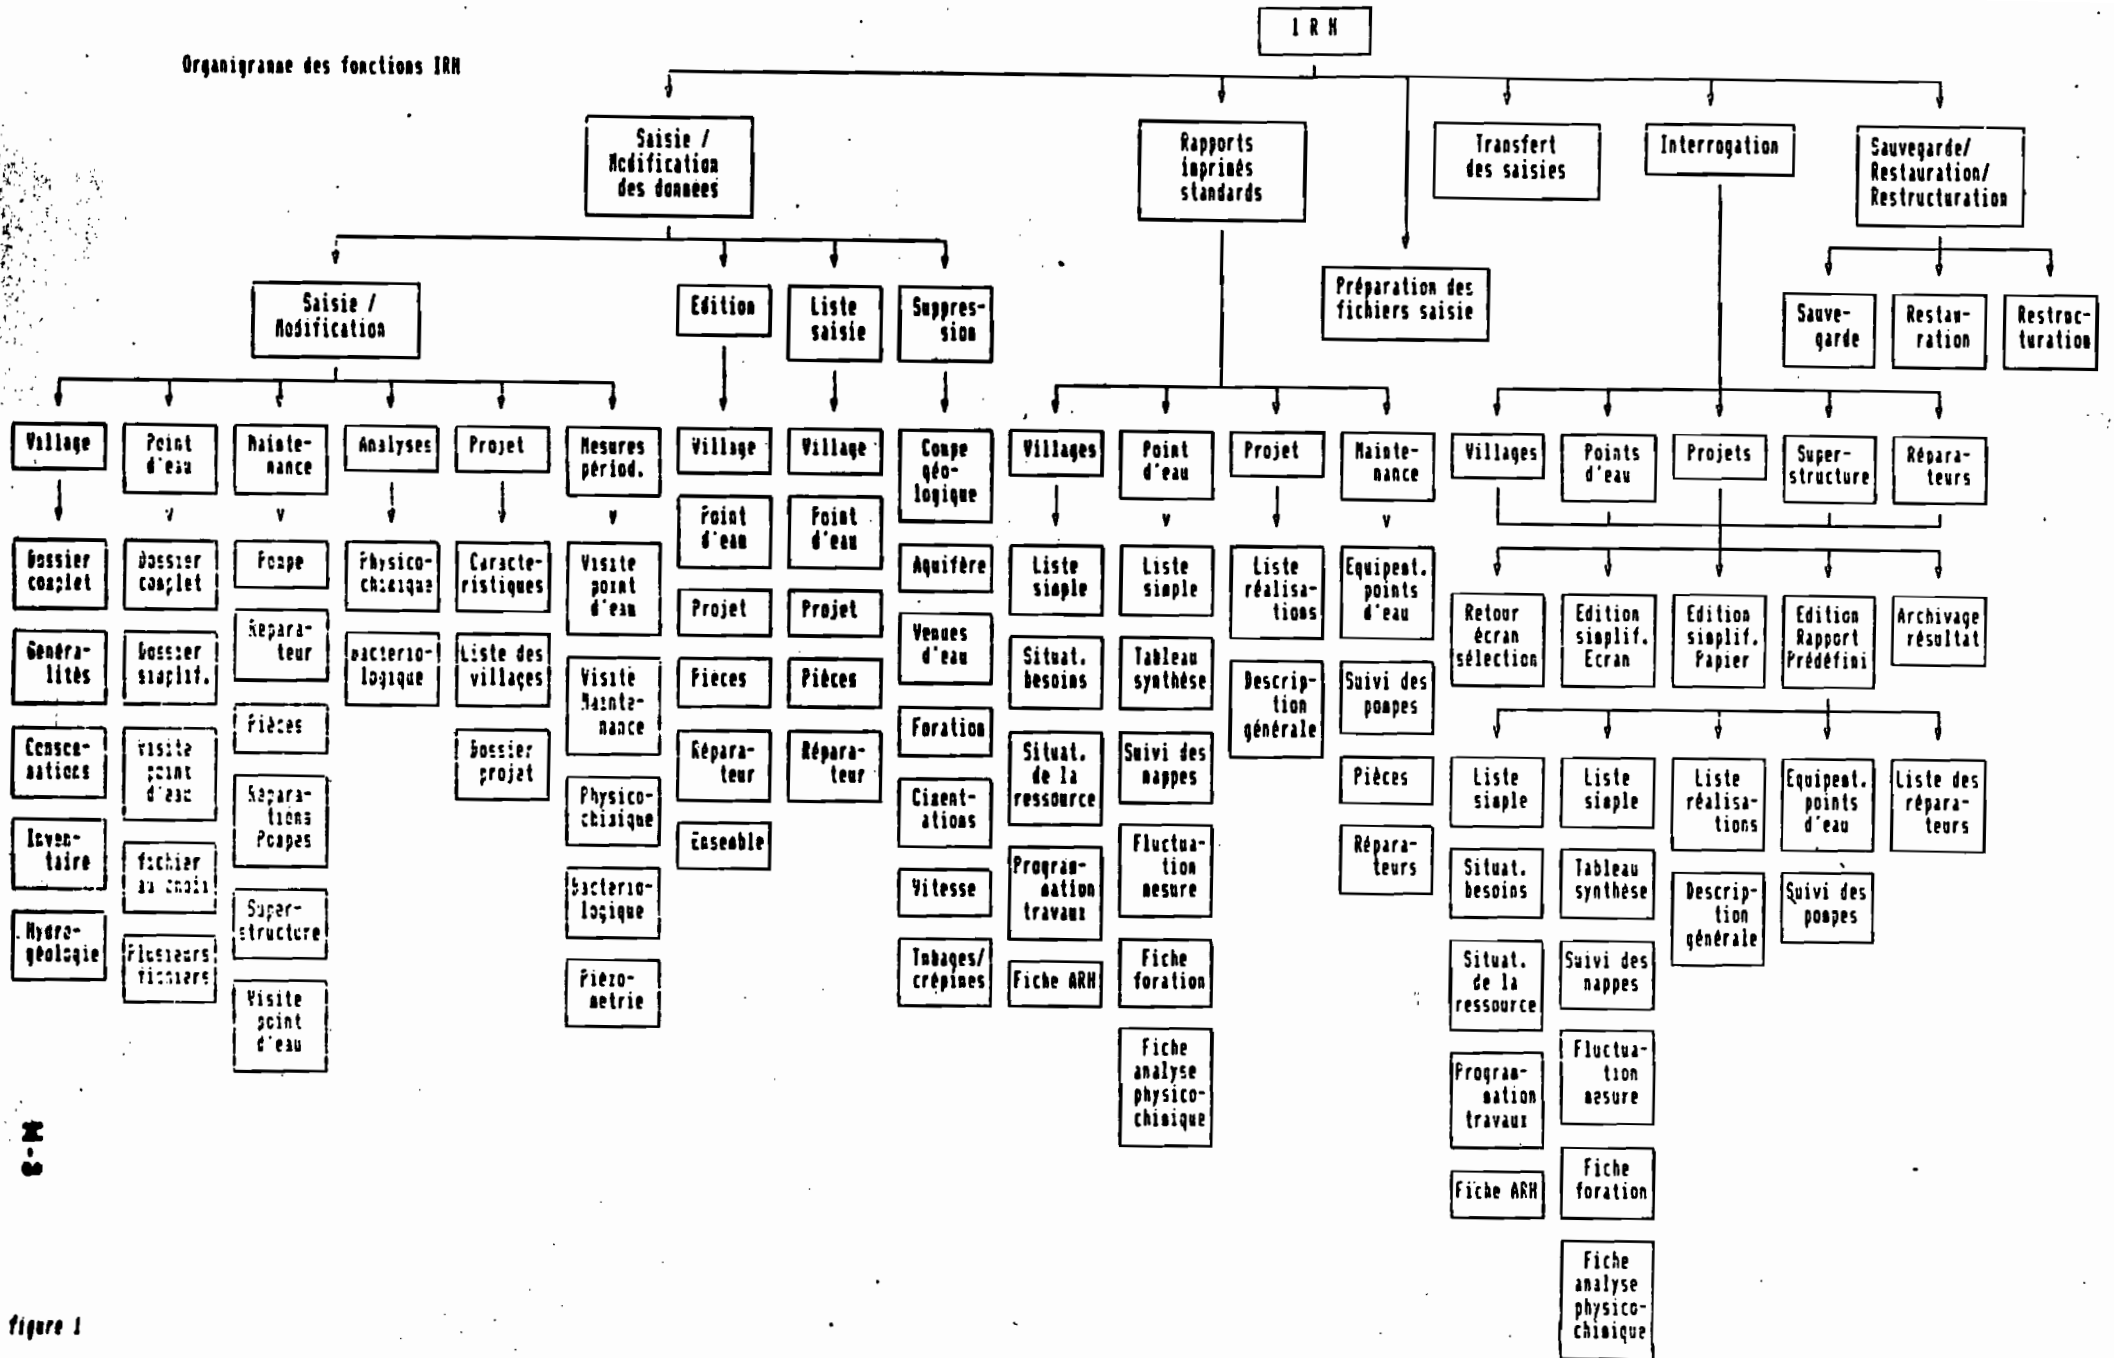 I R H
Organigramme des fonctions IRH
Saisie /
Modification
des données
Rapports
imprimés
standards
Transfert
des saisies
Interrogation
Sauvegarde/
Restauration/
Restructuration
Préparation des
fichiers saisie
Saisie /
Modification
Edition
Liste
saisie
Suppres-
sion
Sauve-
garde
Restau-
ration
Restruc-
turation
Village
Dossier
complet
Généra-
lités
Consom-
mations
Inven-
taire
Hydro-
géologie
Point
d'eau
Dossier
complet
Dossier
simplif.
Visite
point
d'eau
fichier
au choix
Plusieurs
fichiers
Mainte-
nance
Pompe
Répara-
teur
Pièces
Répara-
tions
Pompes
Super-
structure
Visite
point
d'eau
Analyses
Physico-
chimique
Bactério-
logique
Projet
Caracté-
ristiques
Liste des
villages
Dossier
projet
Mesures
périod.
Visite
point
d'eau
Visite
Mainte-
nance
Physico-
chimique
Bactério-
logique
Piézo-
métrie
Village
Point
d'eau
Projet
Pièces
Répara-
teur
Ensemble
Village
Point
d'eau
Projet
Pièces
Répara-
teur
Coupe
géo-
logique
Aquifère
Venues
d'eau
Foration
Ciment-
ations
Vitesse
Tubages/
crépines
Villages
Liste
simple
Situat.
besoins
Situat.
de la
ressource
Program-
mation
travaux
Fiche ARH
Point
d'eau
Liste
simple
Tableau
synthèse
Suivi des
nappes
Fluctua-
tion
mesure
Fiche
foration
Fiche
analyse
physico-
chimique
Projet
Liste
réalisa-
tions
Descrip-
tion
générale
Mainte-
nance
Equipemt.
points
d'eau
Suivi des
pompes
Pièces
Répara-
teurs
Villages
Points
d'eau
Projets
Super-
structure
Répara-
teurs
Retour
écran
sélection
Edition
simplif.
Ecran
Edition
simplif.
Papier
Edition
Rapport
Prédéfini
Archivage
résultat
Liste
simple
Situat.
besoins
Situat.
de la
ressource
Program-
mation
travaux
Fiche ARH
Liste
simple
Tableau
synthèse
Suivi des
nappes
Fluctua-
tion
mesure
Fiche
foration
Fiche
analyse
physico-
chimique
Liste
réalisa-
tions
Descrip-
tion
générale
Equipemt.
points
d'eau
Suivi des
pompes
Liste des
répara-
teurs
figure 1